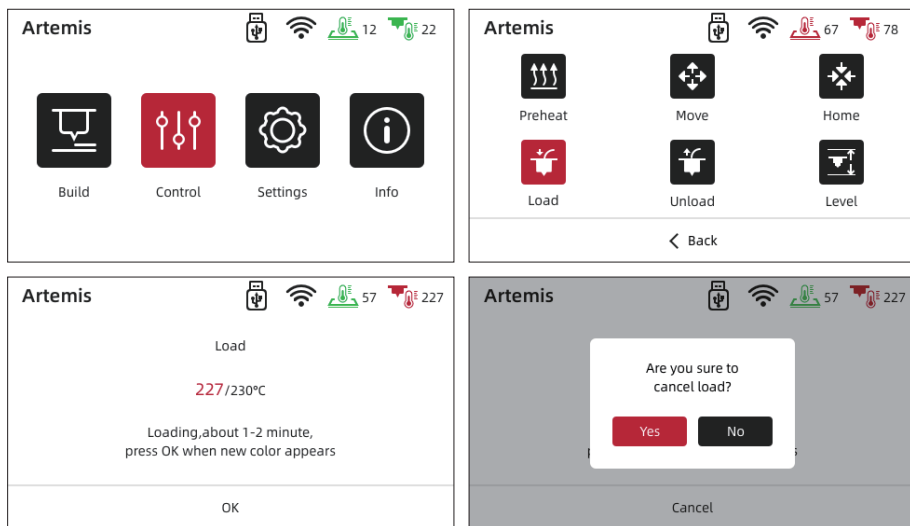 Artemis 12 22
Build Control Settings Info
Artemis 67 78
Preheat Move Home
Load Unload Level
Back
Artemis 57 227
Load
227/230℃
Loading,about 1-2 minute,
press OK when new color appears
OK
Artemis 57 227
Are you sure to
cancel load?
Yes No
Cancel